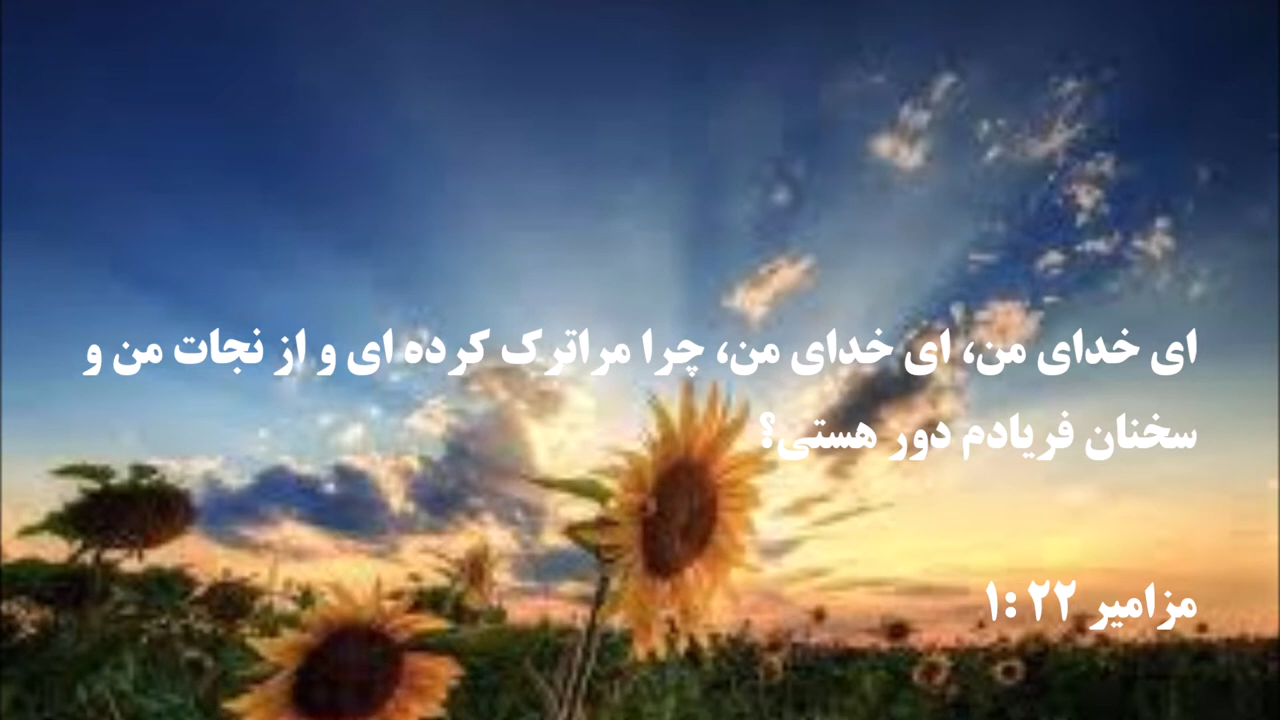 ای خدای من، ای خدای من، چرا مراترک کرده ای و از نجات من و
سخنان فریادم دور هستی؟
مزامیر ۲۲ :۱